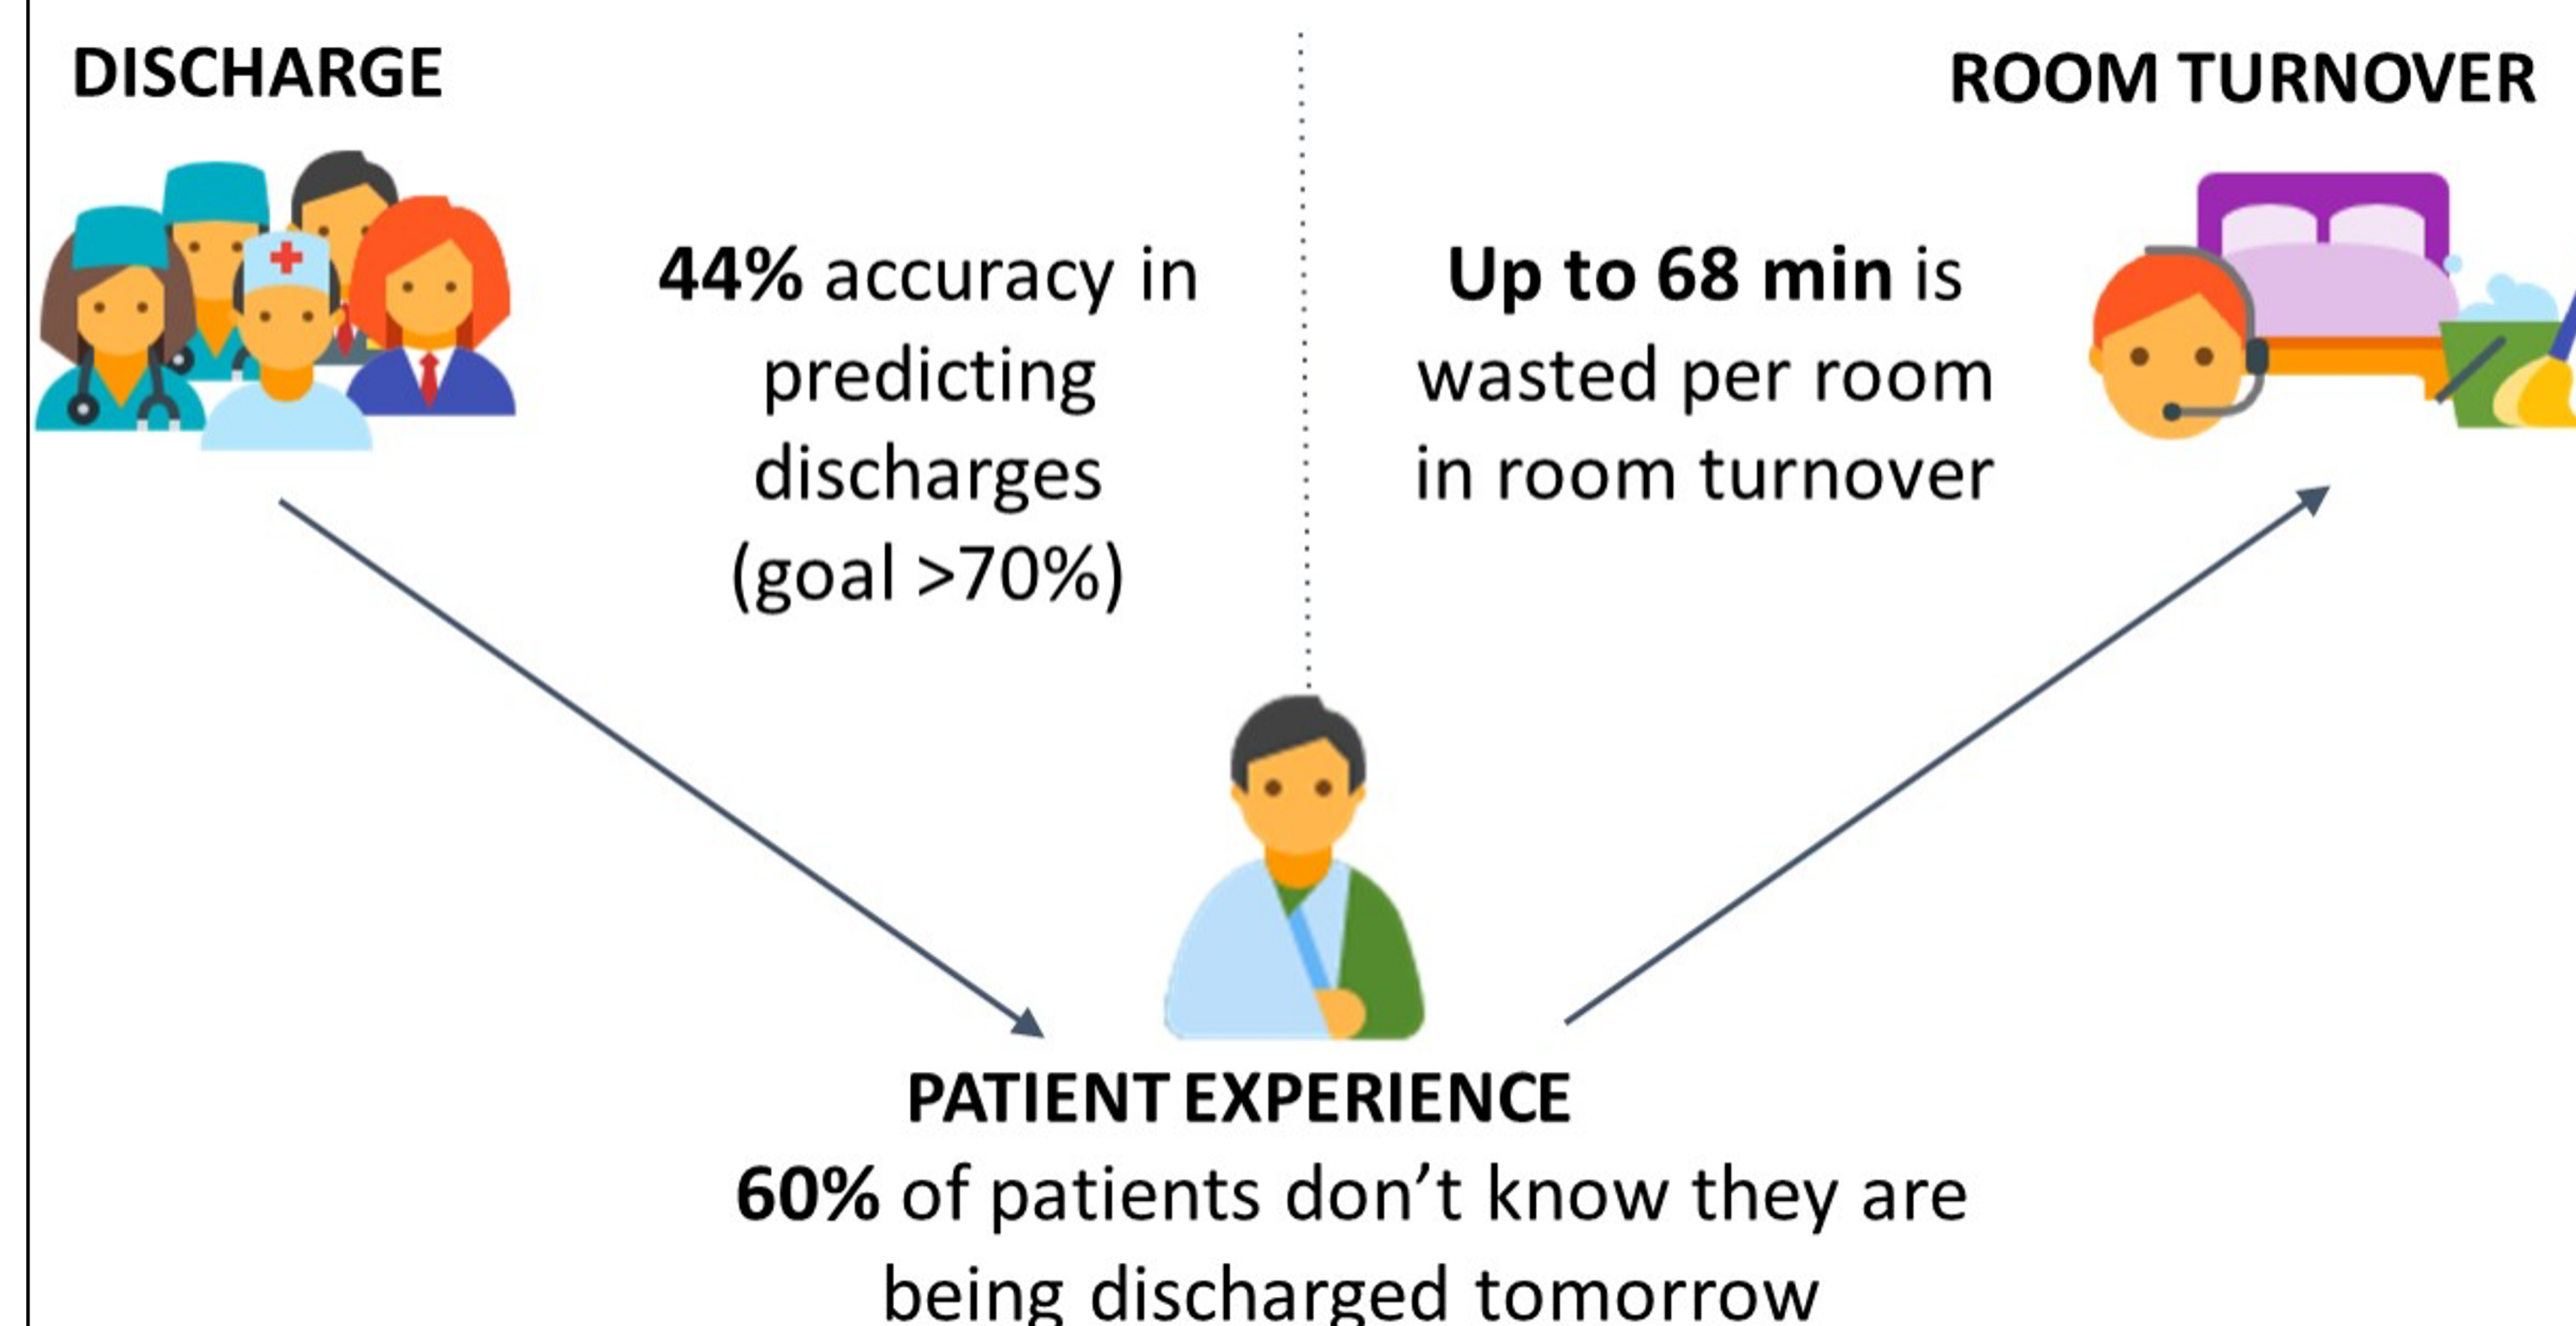 DISCHARGE
44% accuracy in
predicting
discharges
(goal >70%)
ROOM TURNOVER
Up to 68 min is
wasted per room
in room turnover
PATIENT EXPERIENCE
60% of patients don’t know they are
being discharged tomorrow